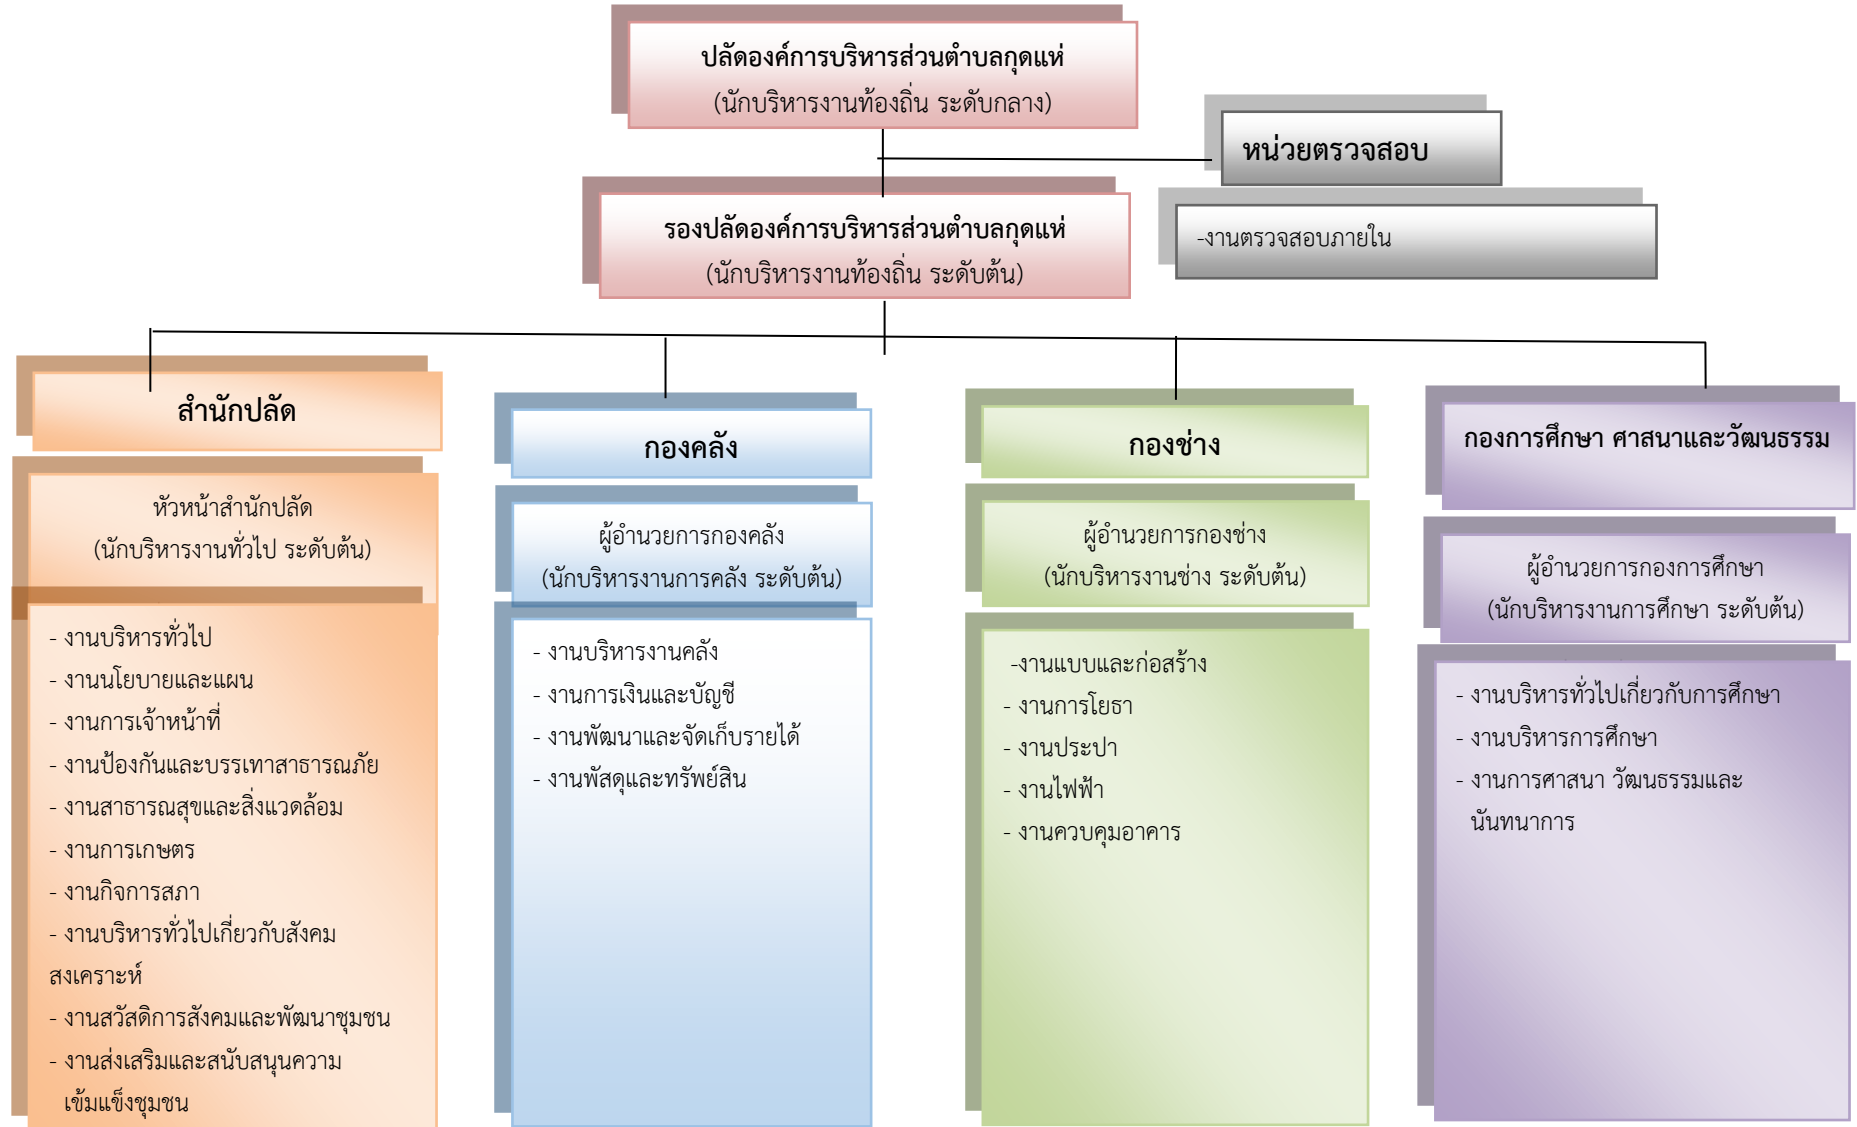 ปลัดองค์การบริหารส่วนตำบลกุดแห่
(นักบริหารงานท้องถิ่น ระดับกลาง)
หน่วยตรวจสอบ
-งานตรวจสอบภายใน
รองปลัดองค์การบริหารส่วนตำบลกุดแห่
(นักบริหารงานท้องถิ่น ระดับต้น)
สำนักปลัด
หัวหน้าสำนักปลัด
(นักบริหารงานทั่วไป ระดับต้น)
- งานบริหารทั่วไป
- งานนโยบายและแผน
- งานการเจ้าหน้าที่
- งานป้องกันและบรรเทาสาธารณภัย
- งานสาธารณสุขและสิ่งแวดล้อม
- งานการเกษตร
- งานกิจการสภา
- งานบริหารทั่วไปเกี่ยวกับสังคม
สงเคราะห์
- งานสวัสดิการสังคมและพัฒนาชุมชน
- งานส่งเสริมและสนับสนุนความ
เข้มแข็งชุมชน
กองคลัง
ผู้อำนวยการกองคลัง
(นักบริหารงานการคลัง ระดับต้น)
- งานบริหารงานคลัง
- งานการเงินและบัญชี
- งานพัฒนาและจัดเก็บรายได้
- งานพัสดุและทรัพย์สิน
กองช่าง
ผู้อำนวยการกองช่าง
(นักบริหารงานช่าง ระดับต้น)
-งานแบบและก่อสร้าง
- งานการโยธา
- งานประปา
- งานไฟฟ้า
- งานควบคุมอาคาร
กองการศึกษา ศาสนาและวัฒนธรรม
ผู้อำนวยการกองการศึกษา
(นักบริหารงานการศึกษา ระดับต้น)
- งานบริหารทั่วไปเกี่ยวกับการศึกษา
- งานบริหารการศึกษา
- งานการศาสนา วัฒนธรรมและ
นันทนาการ